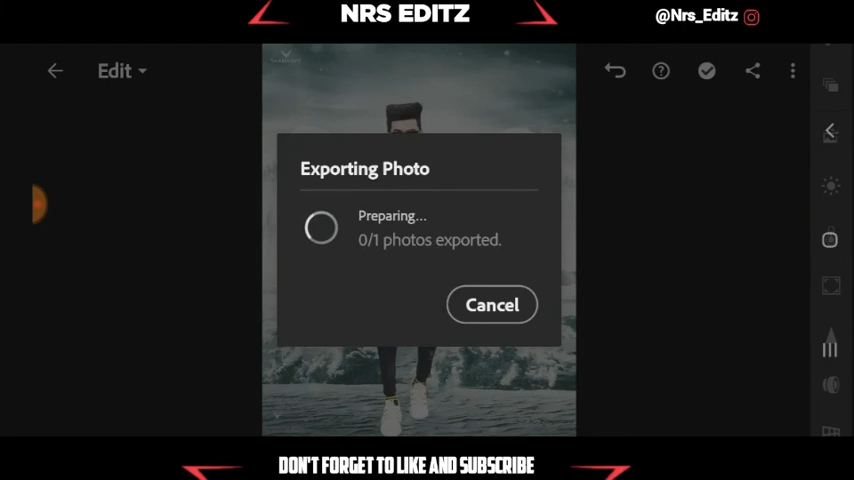 NRS EDITZ
@Nrs_Editz
Edit
Exporting Photo
Preparing...
0/1 photos exported.
Cancel
DON'T FORGET TO LIKE AND SUBSCRIBE